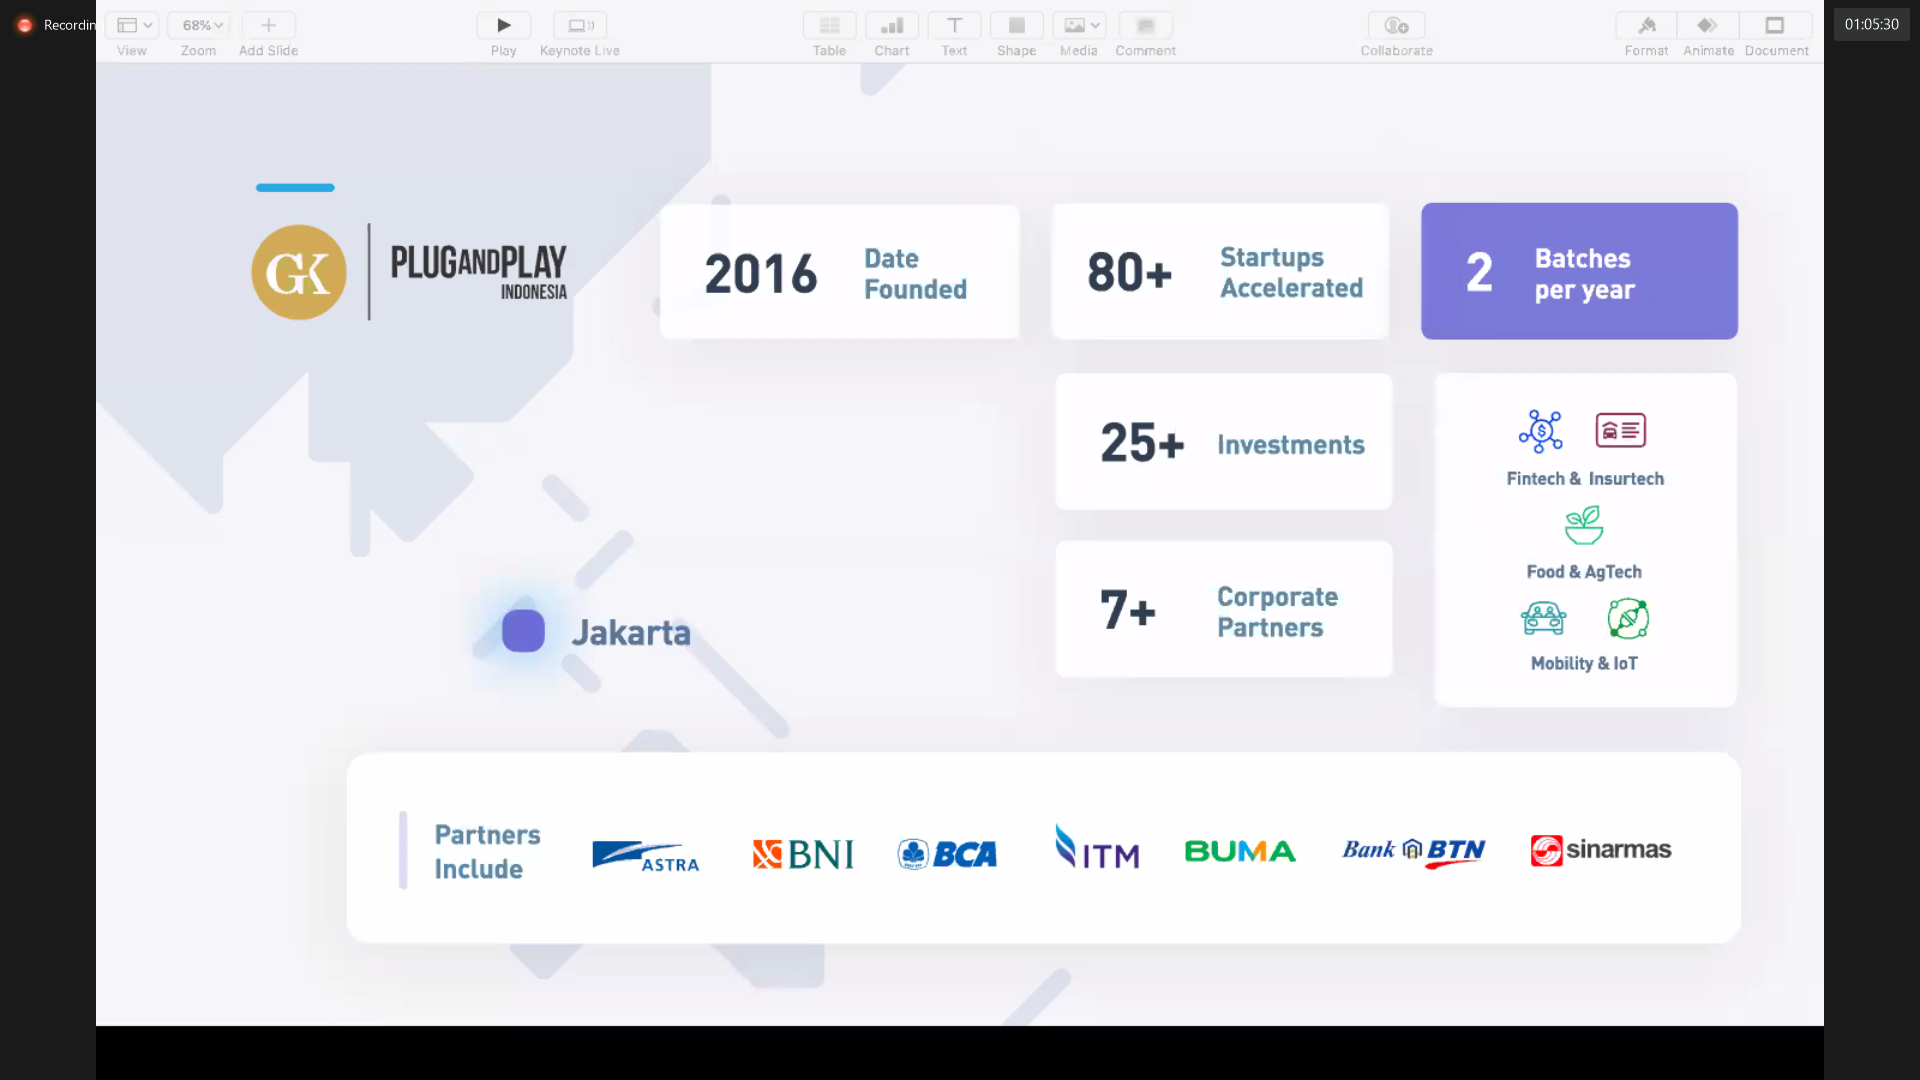 Recording
68%
View
Zoom
Add Slide
Play
Keynote Live
Table
Chart
Text
Shape
Media
Comment
Collaborate
Format
Animate
Document
01:05:30
GK
PLUGANDPLAY
INDONESIA
2016
Date
Founded
80+
Startups
Accelerated
2
Batches
per year
25+
Investments
7+
Corporate
Partners
Fintech & Insurtech
Food & AgTech
Mobility & IoT
Jakarta
Partners
Include
ASTRA
BNI
BCA
ITM
BUMA
Bank BTN
sinarmas